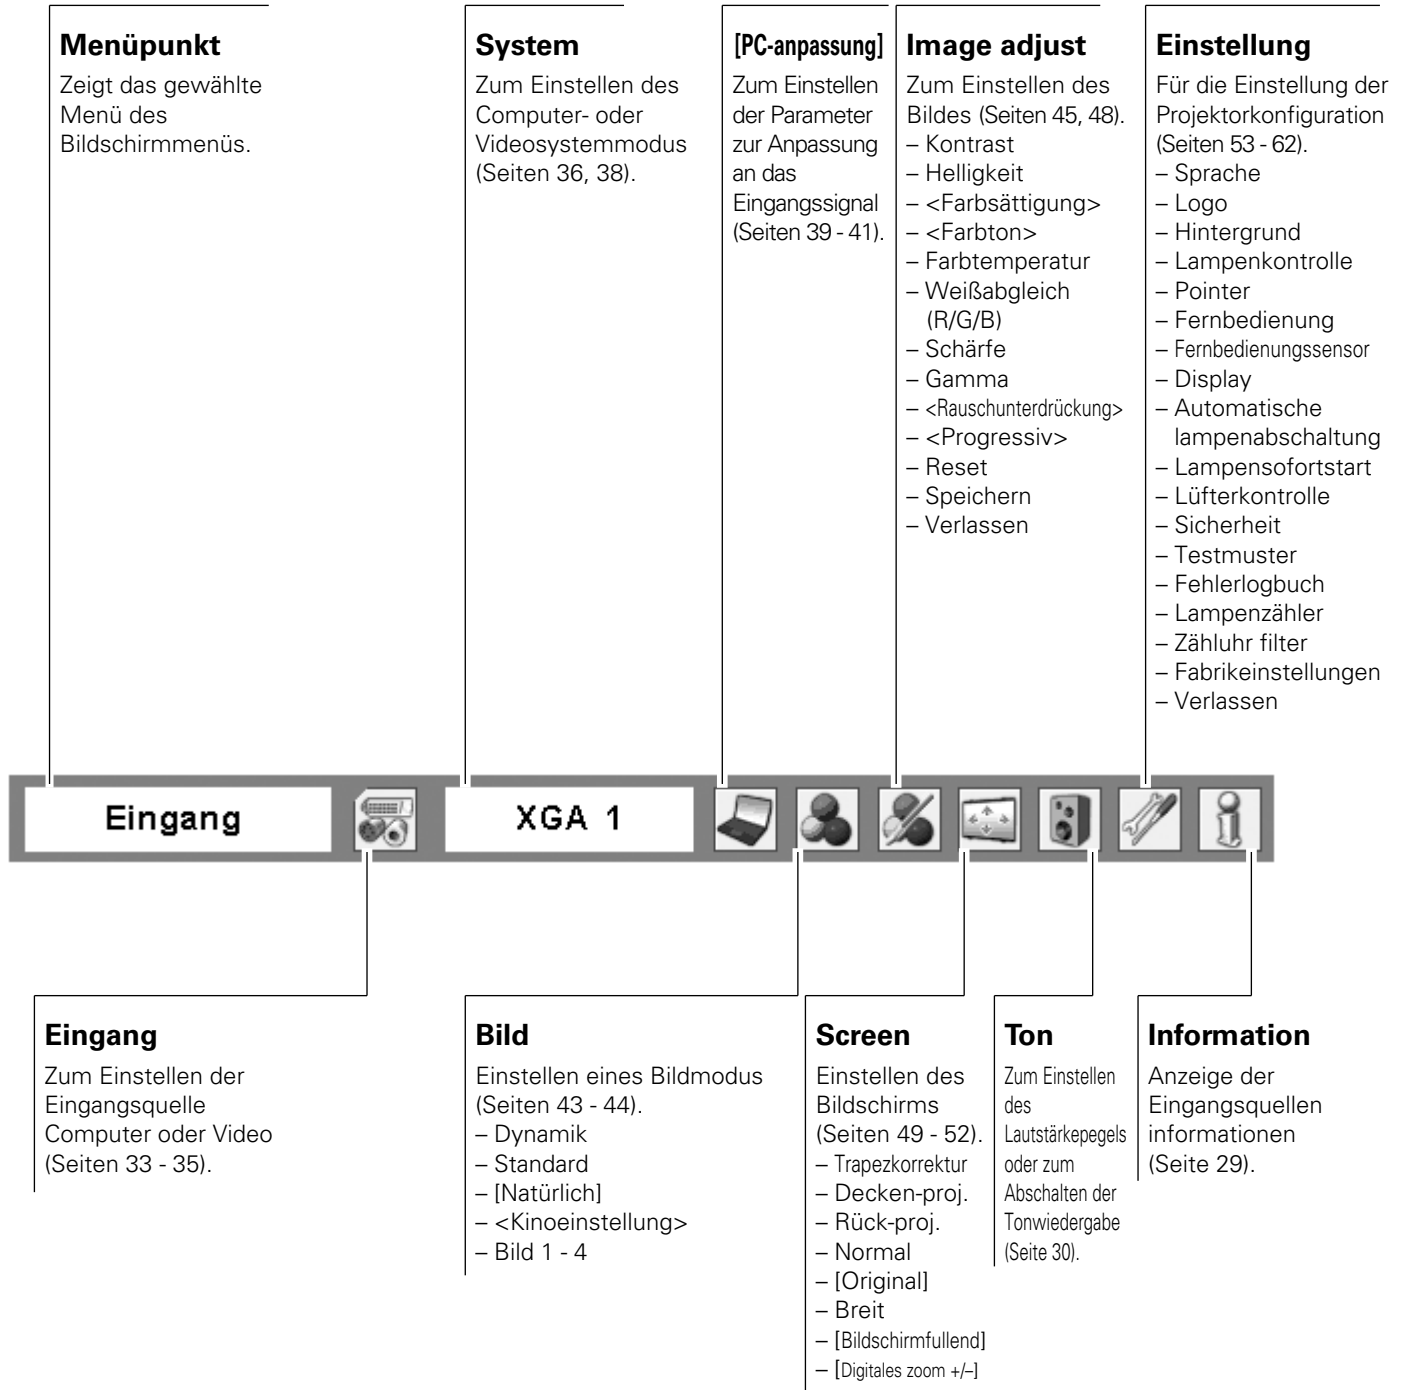 Menüpunkt
Zeigt das gewählte
Menü des
Bildschirmmenüs.
System
Zum Einstellen des
Computer- oder
Videosystemmodus
(Seiten 36, 38).
[PC-anpassung]
Zum Einstellen
der Parameter
zur Anpassung
an das
Eingangssignal
(Seiten 39 - 41).
Image adjust
Zum Einstellen des
Bildes (Seiten 45, 48).
– Kontrast
– Helligkeit
– <Farbsättigung>
– <Farbton>
– Farbtemperatur
– Weißabgleich
(R/G/B)
– Schärfe
– Gamma
– <Rauschunterdrückung>
– <Progressiv>
– Reset
– Speichern
– Verlassen
Einstellung
Für die Einstellung der
Projektorkonfiguration
(Seiten 53 - 62).
– Sprache
– Logo
– Hintergrund
– Lampenkontrolle
– Pointer
– Fernbedienung
– Fernbedienungssensor
– Display
– Automatische
lampenabschaltung
– Lampensofortstart
– Lüfterkontrolle
– Sicherheit
– Testmuster
– Fehlerlogbuch
– Lampenzähler
– Zähluhr filter
– Fabrikeinstellungen
– Verlassen
Eingang
XGA 1
Eingang
Zum Einstellen der
Eingangsquelle
Computer oder Video
(Seiten 33 - 35).
Bild
Einstellen eines Bildmodus
(Seiten 43 - 44).
– Dynamik
– Standard
– [Natürlich]
– <Kinoeinstellung>
– Bild 1 - 4
Screen
Einstellen des
Bildschirms
(Seiten 49 - 52).
– Trapezkorrektur
– Decken-proj.
– Rück-proj.
– Normal
– [Original]
– Breit
– [Bildschirmfullend]
– [Digitales zoom +/–]
Ton
Zum Einstellen
des
Lautstärkepegels
oder zum
Abschalten der
Tonwiedergabe
(Seite 30).
Information
Anzeige der
Eingangsquellen
informationen
(Seite 29).